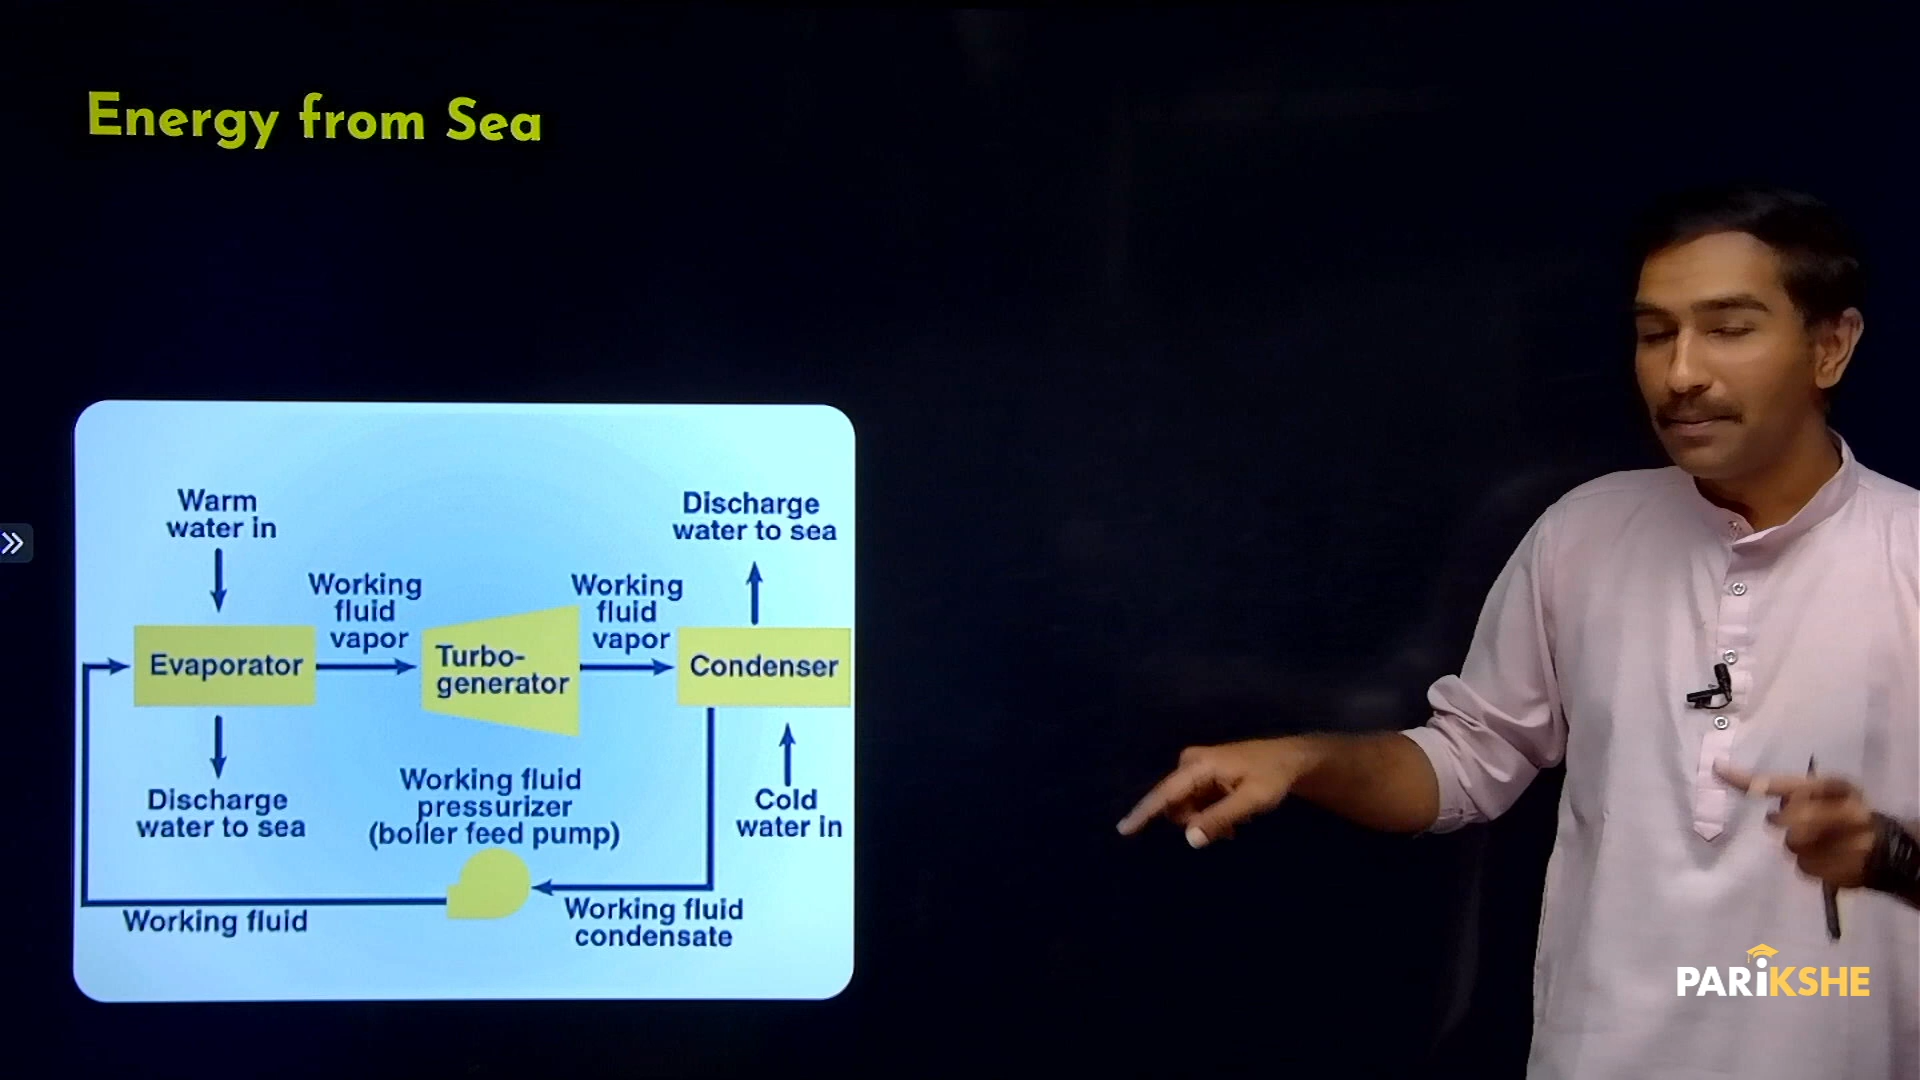 Energy from Sea
Warm
water in
Discharge
water to sea
Working
fluid
vapor
Working
fluid
vapor
Evaporator
Turbo-
generator
Condenser
Discharge
water to sea
Working fluid
pressurizer
(boiler feed pump)
Cold
water in
Working fluid
Working fluid
condensate
PARiKSHE